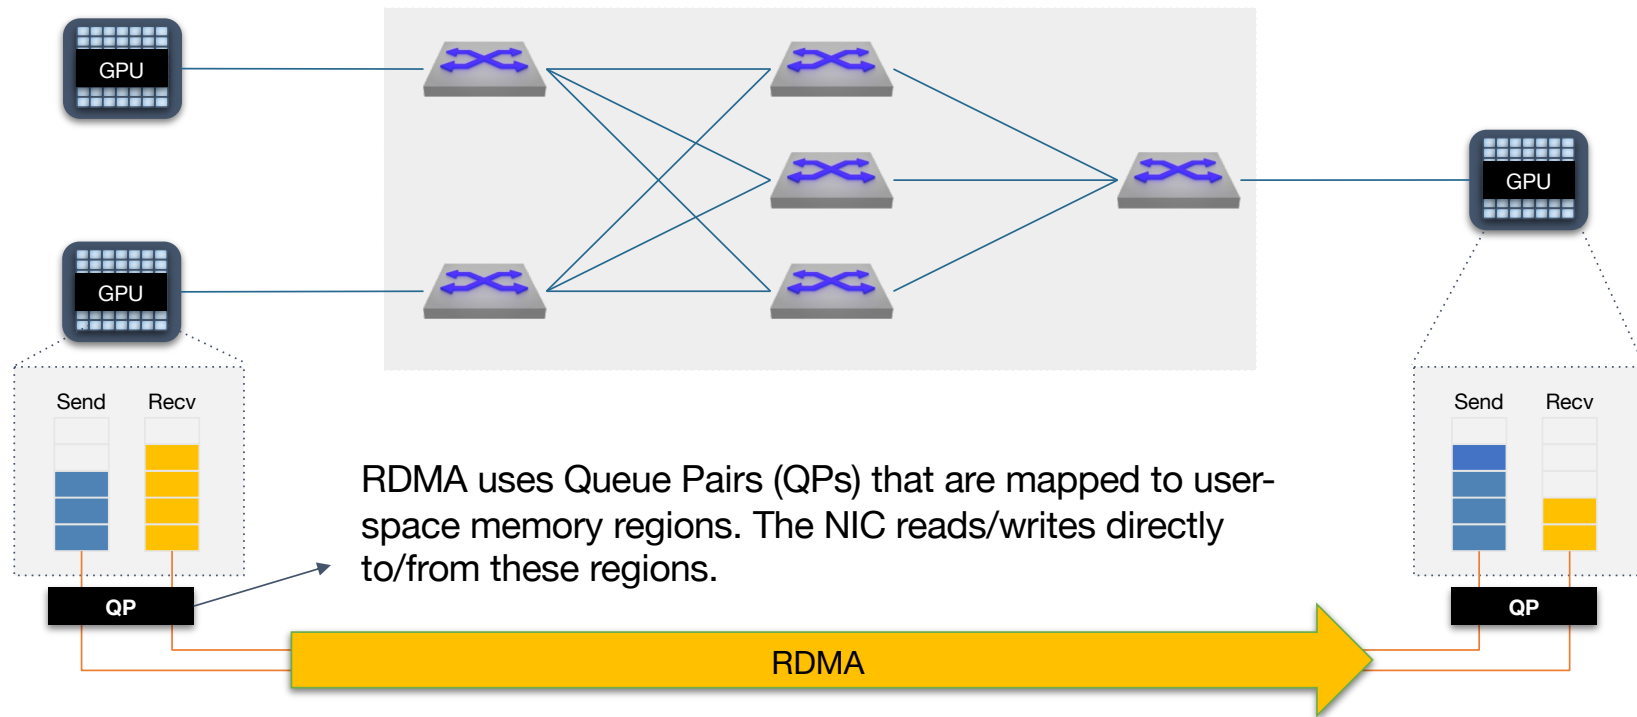 GPU
GPU
GPU
Send Recv
Send Recv
RDMA uses Queue Pairs (QPs) that are mapped to user-
space memory regions. The NIC reads/writes directly
to/from these regions.
QP
QP
RDMA